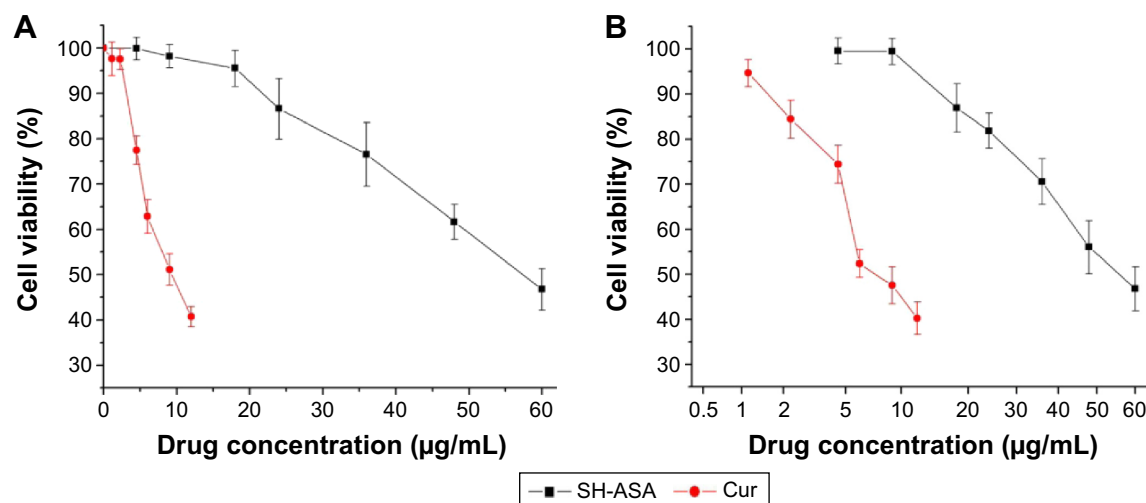 A
100
90
80
70
60
50
40
30
Cell viability (%)
0 10 20 30 40 50 60
Drug concentration (µg/mL)
B
100
90
80
70
60
50
40
30
Cell viability (%)
0.5 1 2 5 10 20 30 40 50 60
Drug concentration (µg/mL)
SH-ASA Cur